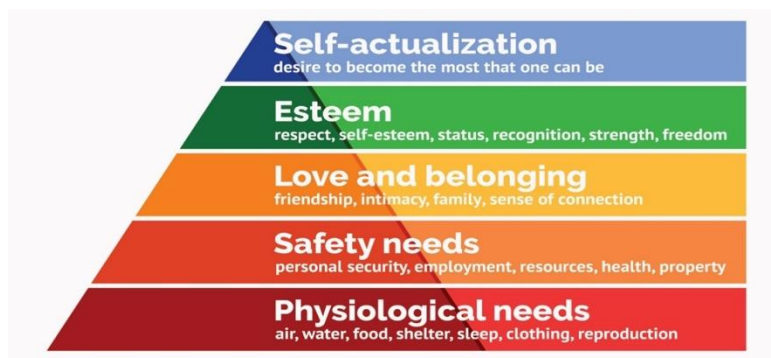 Self-actualization
desire to become the most that one can be
Esteem
respect, self-esteem, status, recognition, strength, freedom
Love and belonging
friendship, intimacy, family, sense of connection
Safety needs
personal security, employment, resources, health, property
Physiological needs
air, water, food, shelter, sleep, clothing, reproduction